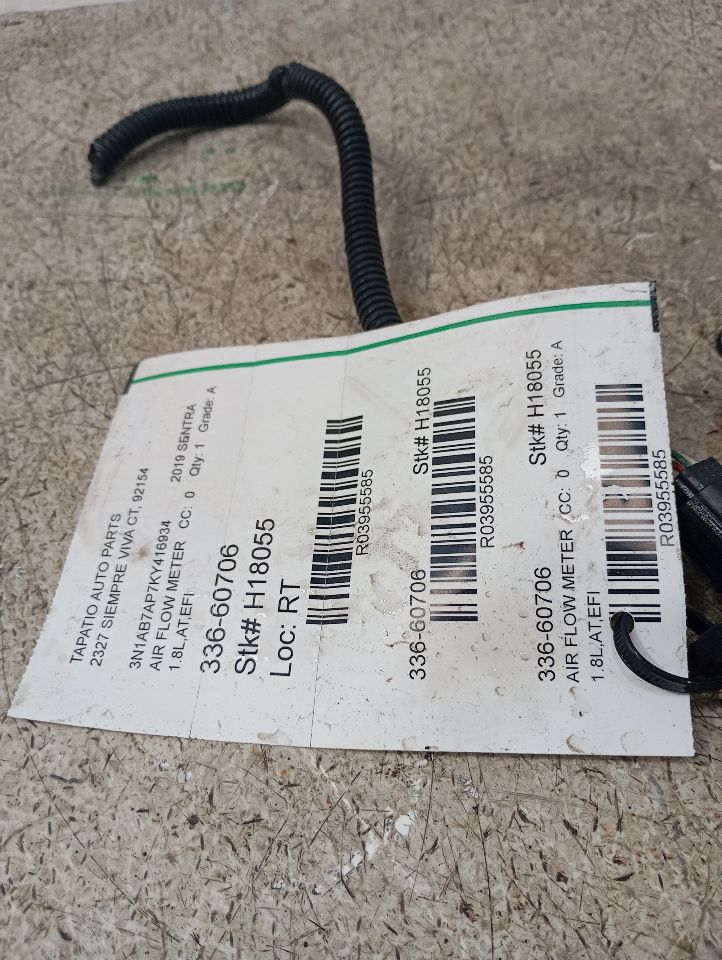 TAPATIO AUTO PARTS
2327 SIEMPRE VIVA CT, 92154
3N1AB7AP7KY416934 2019 SENTRA
AIR FLOW METER CC: 0 Qty: 1 Grade: A
1.8L,AT,EFI
336-60706
Stk# H18055
Loc: RT
R03955585
336-60706 Stk# H18055
R03955585
336-60706 Stk# H18055
AIR FLOW METER CC: 0 Qty: 1 Grade: A
1.8L,AT,EFI
R03955585